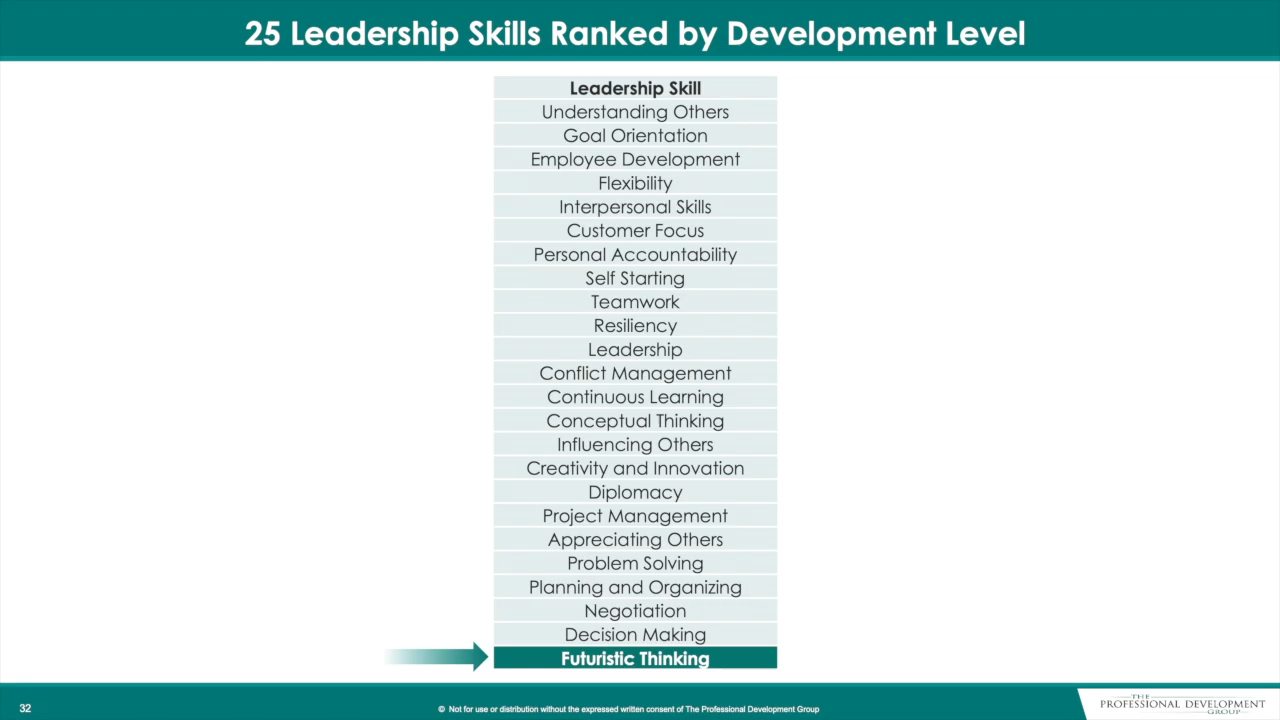 25 Leadership Skills Ranked by Development Level
Leadership Skill
Understanding Others
Goal Orientation
Employee Development
Flexibility
Interpersonal Skills
Customer Focus
Personal Accountability
Self Starting
Teamwork
Resiliency
Leadership
Conflict Management
Continuous Learning
Conceptual Thinking
Influencing Others
Creativity and Innovation
Diplomacy
Project Management
Appreciating Others
Problem Solving
Planning and Organizing
Negotiation
Decision Making
Futuristic Thinking
32
© Not for use or distribution without the expressed written consent of The Professional Development Group
THE
PROFESSIONAL DEVELOPMENT
GROUP